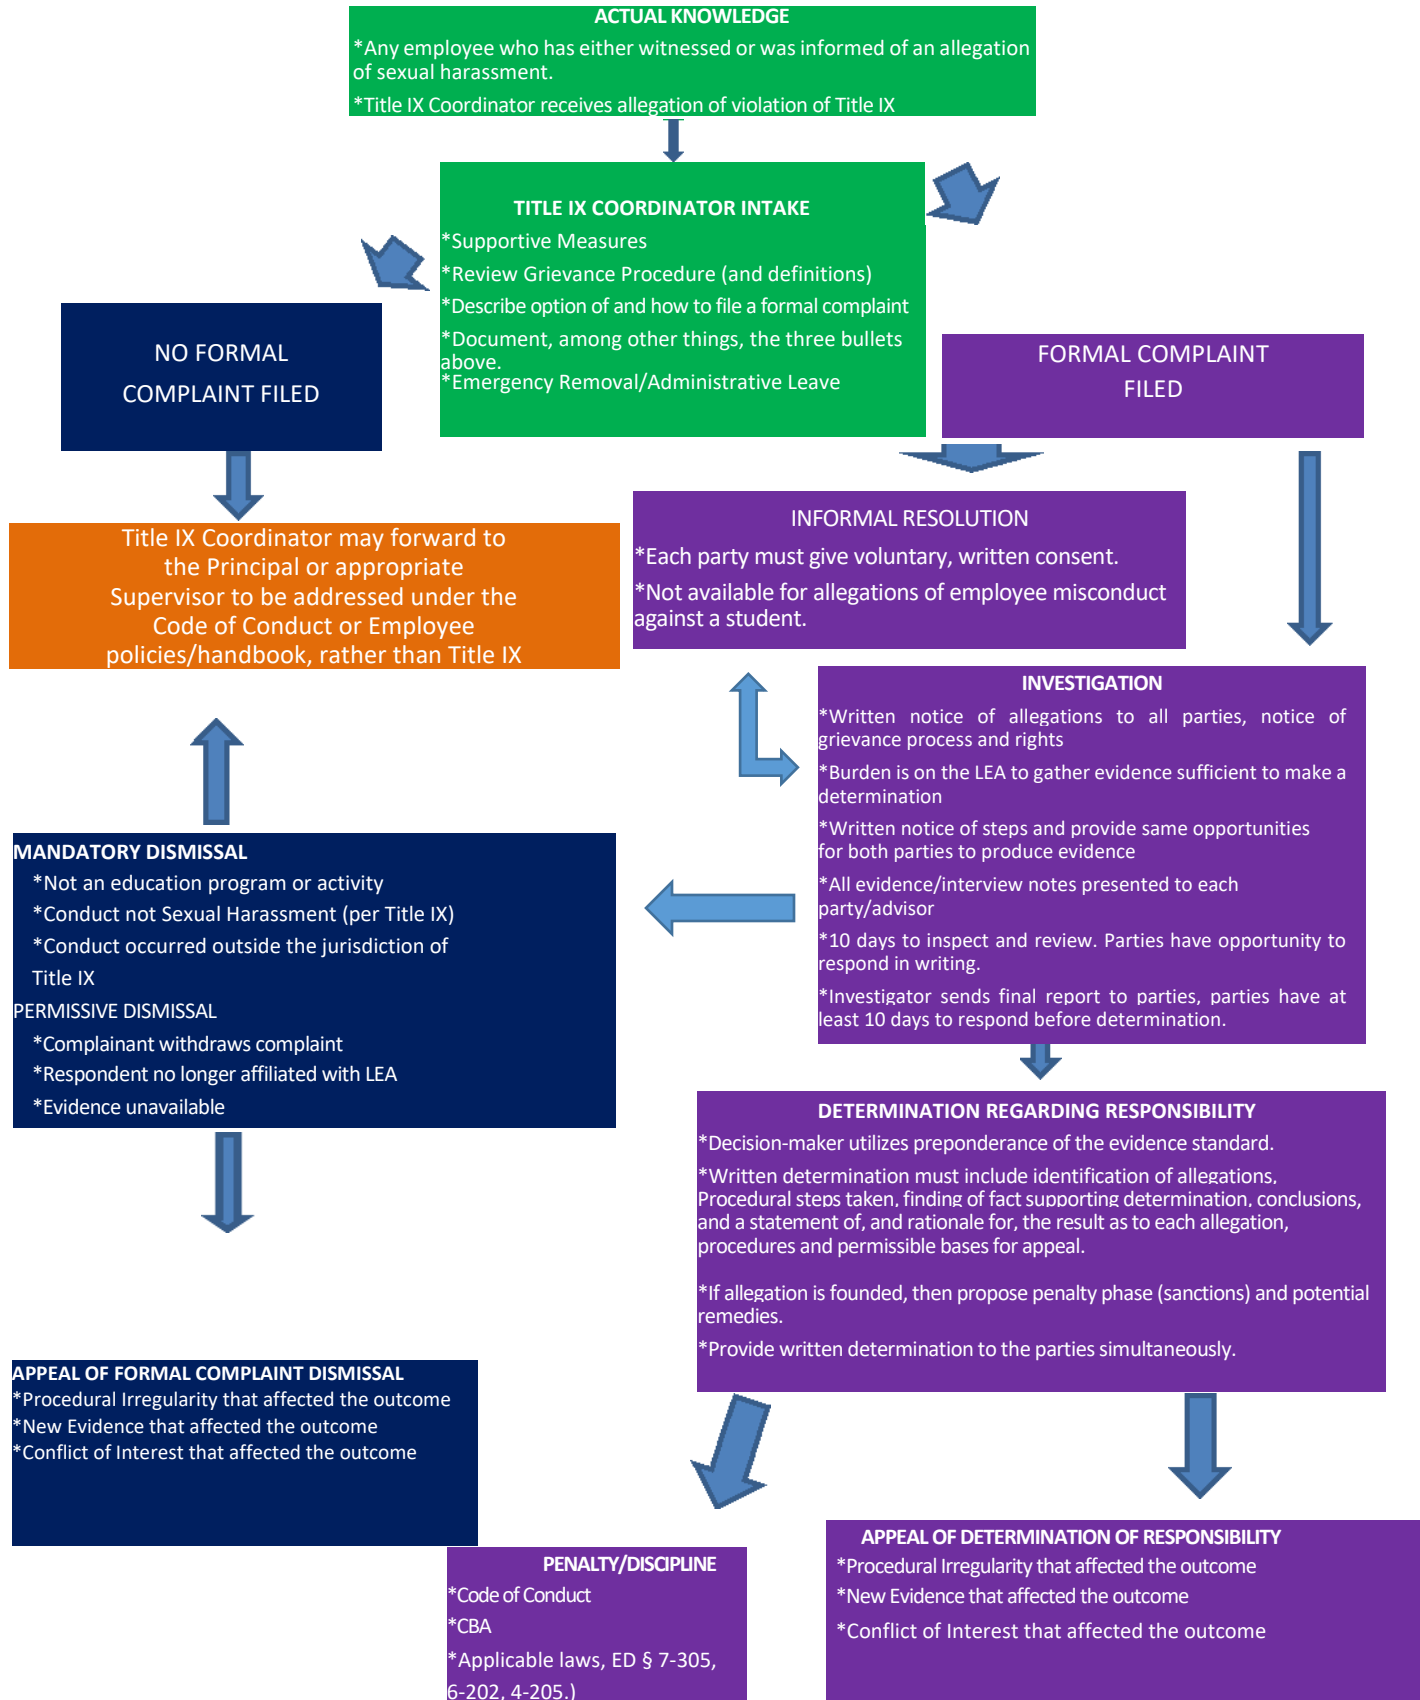 ACTUAL KNOWLEDGE
*Any employee who has either witnessed or was informed of an allegation
of sexual harassment.
*Title IX Coordinator receives allegation of violation of Title IX
TITLE IX COORDINATOR INTAKE
*Supportive Measures
*Review Grievance Procedure (and definitions)
*Describe option of and how to file a formal complaint
*Document, among other things, the three bullets
above.
*Emergency Removal/Administrative Leave
NO FORMAL
COMPLAINT FILED
FORMAL COMPLAINT
FILED
Title IX Coordinator may forward to
the Principal or appropriate
Supervisor to be addressed under the
Code of Conduct or Employee
policies/handbook, rather than Title IX
INFORMAL RESOLUTION
*Each party must give voluntary, written consent.
*Not available for allegations of employee misconduct
against a student.
INVESTIGATION
*Written notice of allegations to all parties, notice of
grievance process and rights
*Burden is on the LEA to gather evidence sufficient to make a
determination
*Written notice of steps and provide same opportunities
for both parties to produce evidence
*All evidence/interview notes presented to each
party/advisor
*10 days to inspect and review. Parties have opportunity to
respond in writing.
*Investigator sends final report to parties, parties have at
least 10 days to respond before determination.
MANDATORY DISMISSAL
*Not an education program or activity
*Conduct not Sexual Harassment (per Title IX)
*Conduct occurred outside the jurisdiction of
Title IX
PERMISSIVE DISMISSAL
*Complainant withdraws complaint
*Respondent no longer affiliated with LEA
*Evidence unavailable
DETERMINATION REGARDING RESPONSIBILITY
*Decision-maker utilizes preponderance of the evidence standard.
*Written determination must include identification of allegations,
Procedural steps taken, finding of fact supporting determination, conclusions,
and a statement of, and rationale for, the result as to each allegation,
procedures and permissible bases for appeal.
*If allegation is founded, then propose penalty phase (sanctions) and potential
remedies.
*Provide written determination to the parties simultaneously.
APPEAL OF FORMAL COMPLAINT DISMISSAL
*Procedural Irregularity that affected the outcome
*New Evidence that affected the outcome
*Conflict of Interest that affected the outcome
PENALTY/DISCIPLINE
*Code of Conduct
*CBA
*Applicable laws, ED § 7-305,
6-202, 4-205.)
APPEAL OF DETERMINATION OF RESPONSIBILITY
*Procedural Irregularity that affected the outcome
*New Evidence that affected the outcome
*Conflict of Interest that affected the outcome